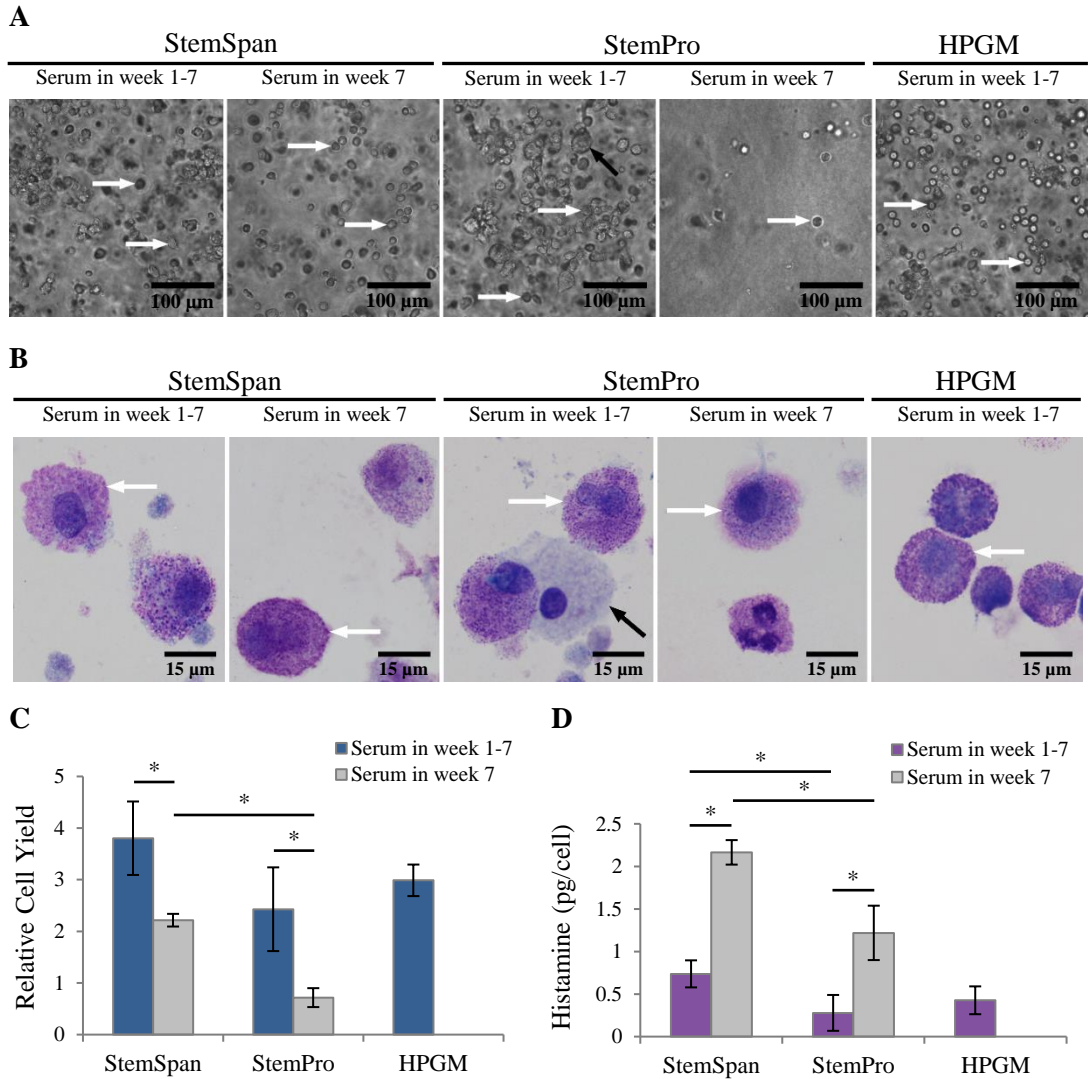 A
StemSpan StemPro HPGM
Serum in week 1-7 Serum in week 7 Serum in week 1-7 Serum in week 7 Serum in week 1-7
100 µm 100 µm 100 µm 100 µm 100 µm
B
StemSpan StemPro HPGM
Serum in week 1-7 Serum in week 7 Serum in week 1-7 Serum in week 7 Serum in week 1-7
15 µm 15 µm 15 µm 15 µm 15 µm
C
Serum in week 1-7
Serum in week 7
Relative Cell Yield
5
4
3
2
1
0
* * *
StemSpan StemPro HPGM
D
Serum in week 1-7
Serum in week 7
Histamine (pg/cell)
2.5
2
1.5
1
0.5
0
* * * *
StemSpan StemPro HPGM